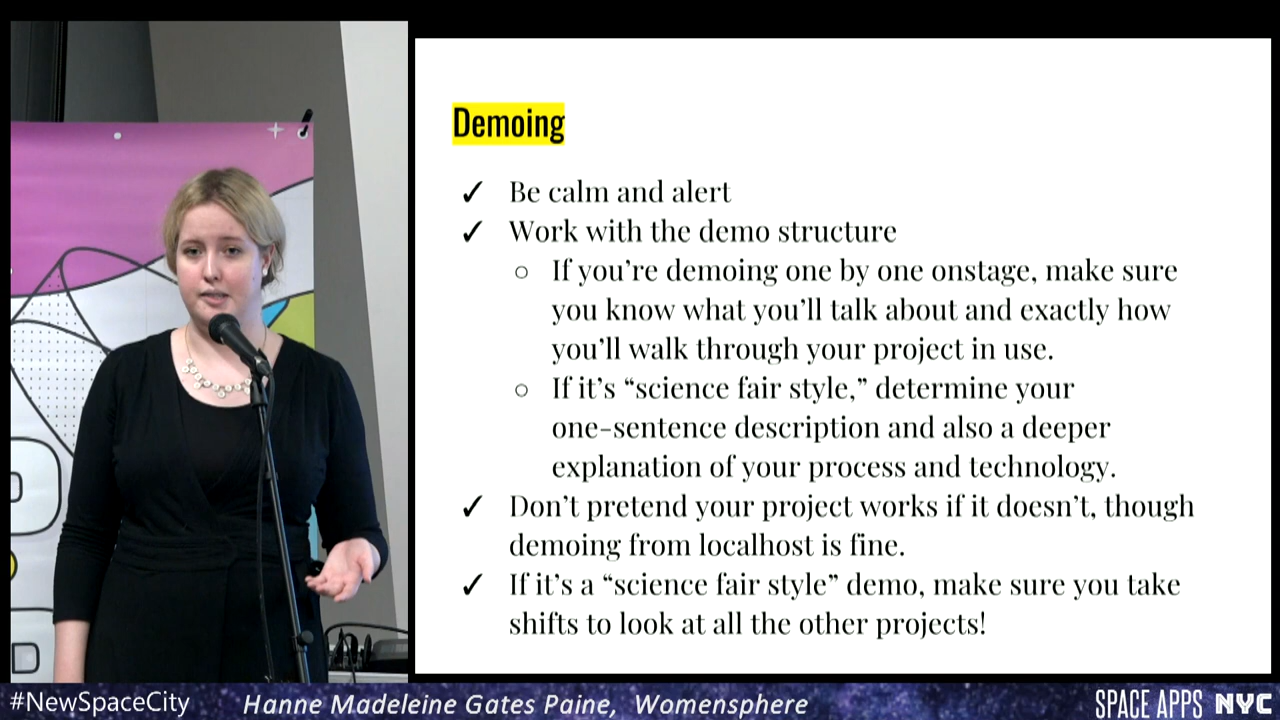 Demoing
✓ Be calm and alert
✓ Work with the demo structure
○ If you're demoing one by one onstage, make sure
you know what you'll talk about and exactly how
you'll walk through your project in use.
○ If it's “science fair style,” determine your
one-sentence description and also a deeper
explanation of your process and technology.
✓ Don't pretend your project works if it doesn't, though
demoing from localhost is fine.
✓ If it's a “science fair style” demo, make sure you take
shifts to look at all the other projects!
#NewSpaceCity
Hanne Madeleine Gates Paine, Womensphere
SPACE APPS NYC